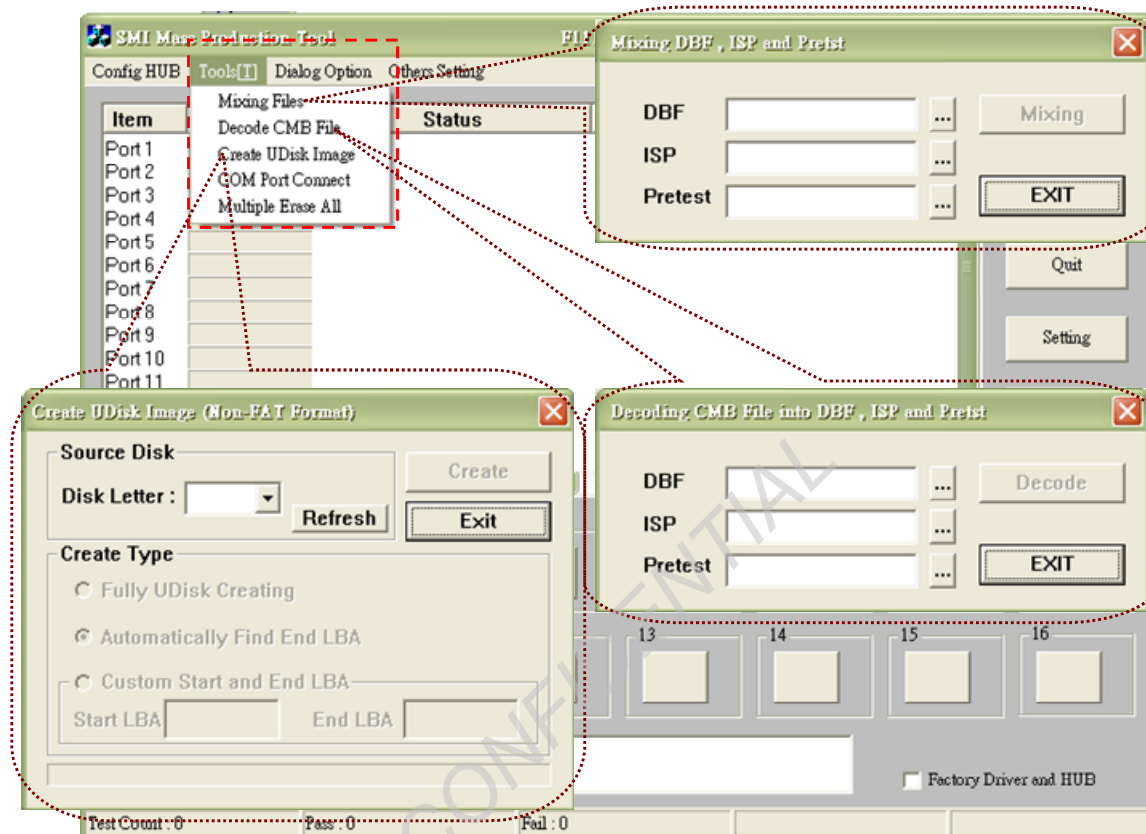 SMI Mass Production Tool
Config HUB Tools[T] Dialog Option Others Setting
Mixing Files
Decode CMB File
Create UDisk Image
COM Port Connect
Multiple Erase All
Item Status
Port 1
Port 2
Port 3
Port 4
Port 5
Port 6
Port 7
Port 8
Port 9
Port 10
Port 11
Mixing DBF , ISP and Pretst
DBF ... Mixing
ISP ...
Pretest ... EXIT
Quit
Setting
Create UDisk Image (Non-FAT Format)
Source Disk
Disk Letter :
Refresh
Create
Exit
Create Type
Fully UDisk Creating
Automatically Find End LBA
Custom Start and End LBA
Start LBA End LBA
Decoding CMB File into DBF , ISP and Pretst
DBF ... Decode
ISP ...
Pretest ... EXIT
13 14 15 16
Factory Driver and HUB
Test Count : 0 Pass : 0 Fail : 0
CONFIDENTIAL